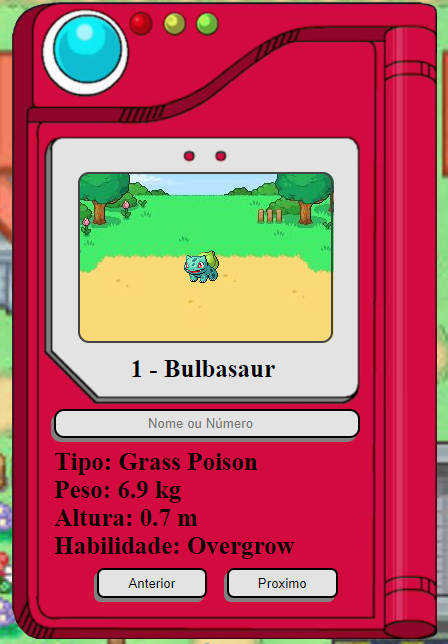 1 - Bulbasaur
Nome ou Número
Tipo: Grass Poison
Peso: 6.9 kg
Altura: 0.7 m
Habilidade: Overgrow
Anterior
Proximo